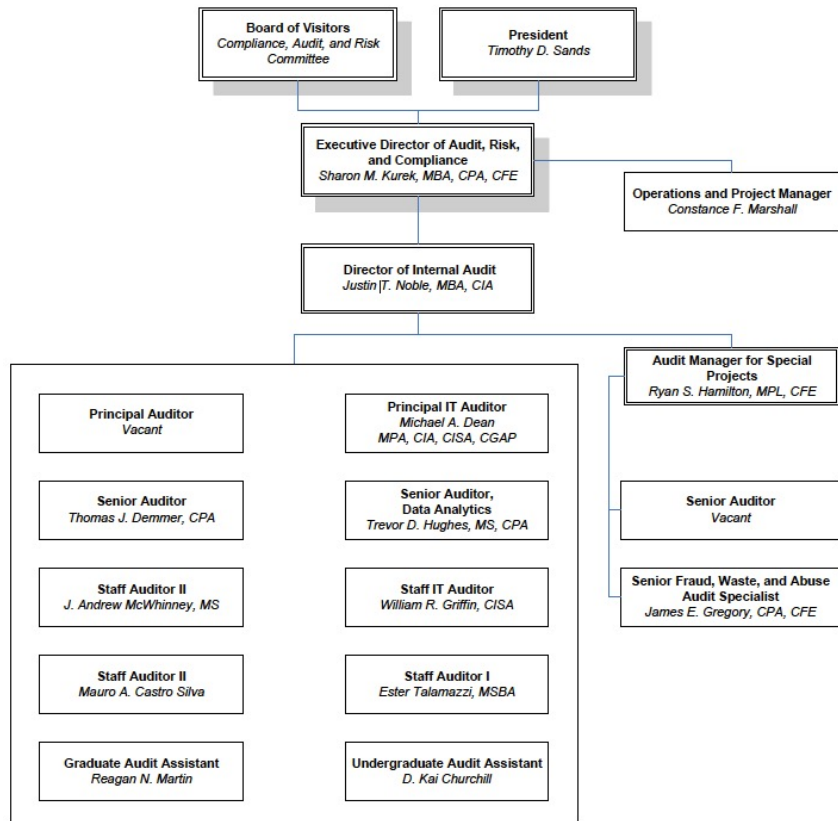 Board of Visitors
Compliance, Audit, and Risk
Committee
President
Timothy D. Sands
Executive Director of Audit, Risk,
and Compliance
Sharon M. Kurek, MBA, CPA, CFE
Operations and Project Manager
Constance F. Marshall
Director of Internal Audit
Justin|T. Noble, MBA, CIA
Audit Manager for Special
Projects
Ryan S. Hamilton, MPL, CFE
Principal Auditor
Vacant
Principal IT Auditor
Michael A. Dean
MPA, CIA, CISA, CGAP
Senior Auditor
Thomas J. Demmer, CPA
Senior Auditor,
Data Analytics
Trevor D. Hughes, MS, CPA
Senior Auditor
Vacant
Staff Auditor II
J. Andrew McWhinney, MS
Staff IT Auditor
William R. Griffin, CISA
Senior Fraud, Waste, and Abuse
Audit Specialist
James E. Gregory, CPA, CFE
Staff Auditor II
Mauro A. Castro Silva
Staff Auditor I
Ester Talamazzi, MSBA
Graduate Audit Assistant
Reagan N. Martin
Undergraduate Audit Assistant
D. Kai Churchill